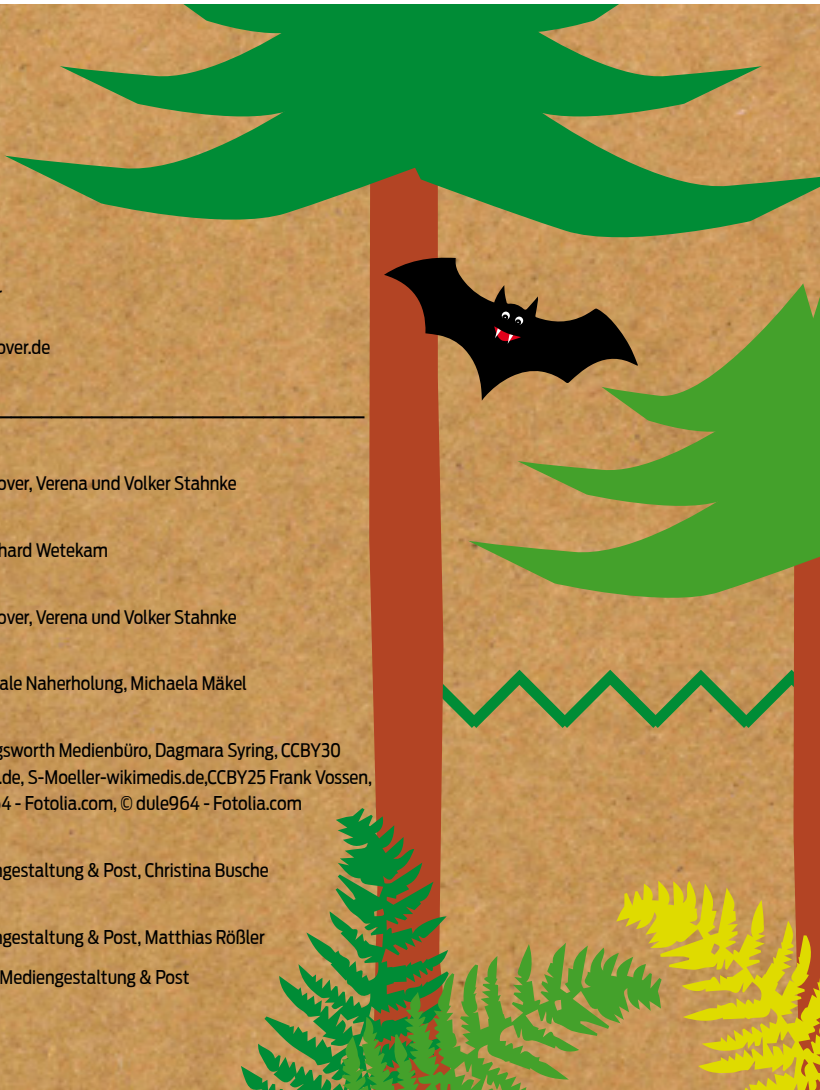 over.de
over, Verena und Volker Stahnke
hard Wetekam
over, Verena und Volker Stahnke
ale Naherholung, Michaela Mäkel
gsworth Medienbüro, Dagmara Syring, CCBY30
.de, S-Moeller-wikimedis.de,CCBY25 Frank Vossen,
64 - Fotolia.com, © dule964 - Fotolia.com
ngestaltung & Post, Christina Busche
ngestaltung & Post, Matthias Rößler
Mediengestaltung & Post